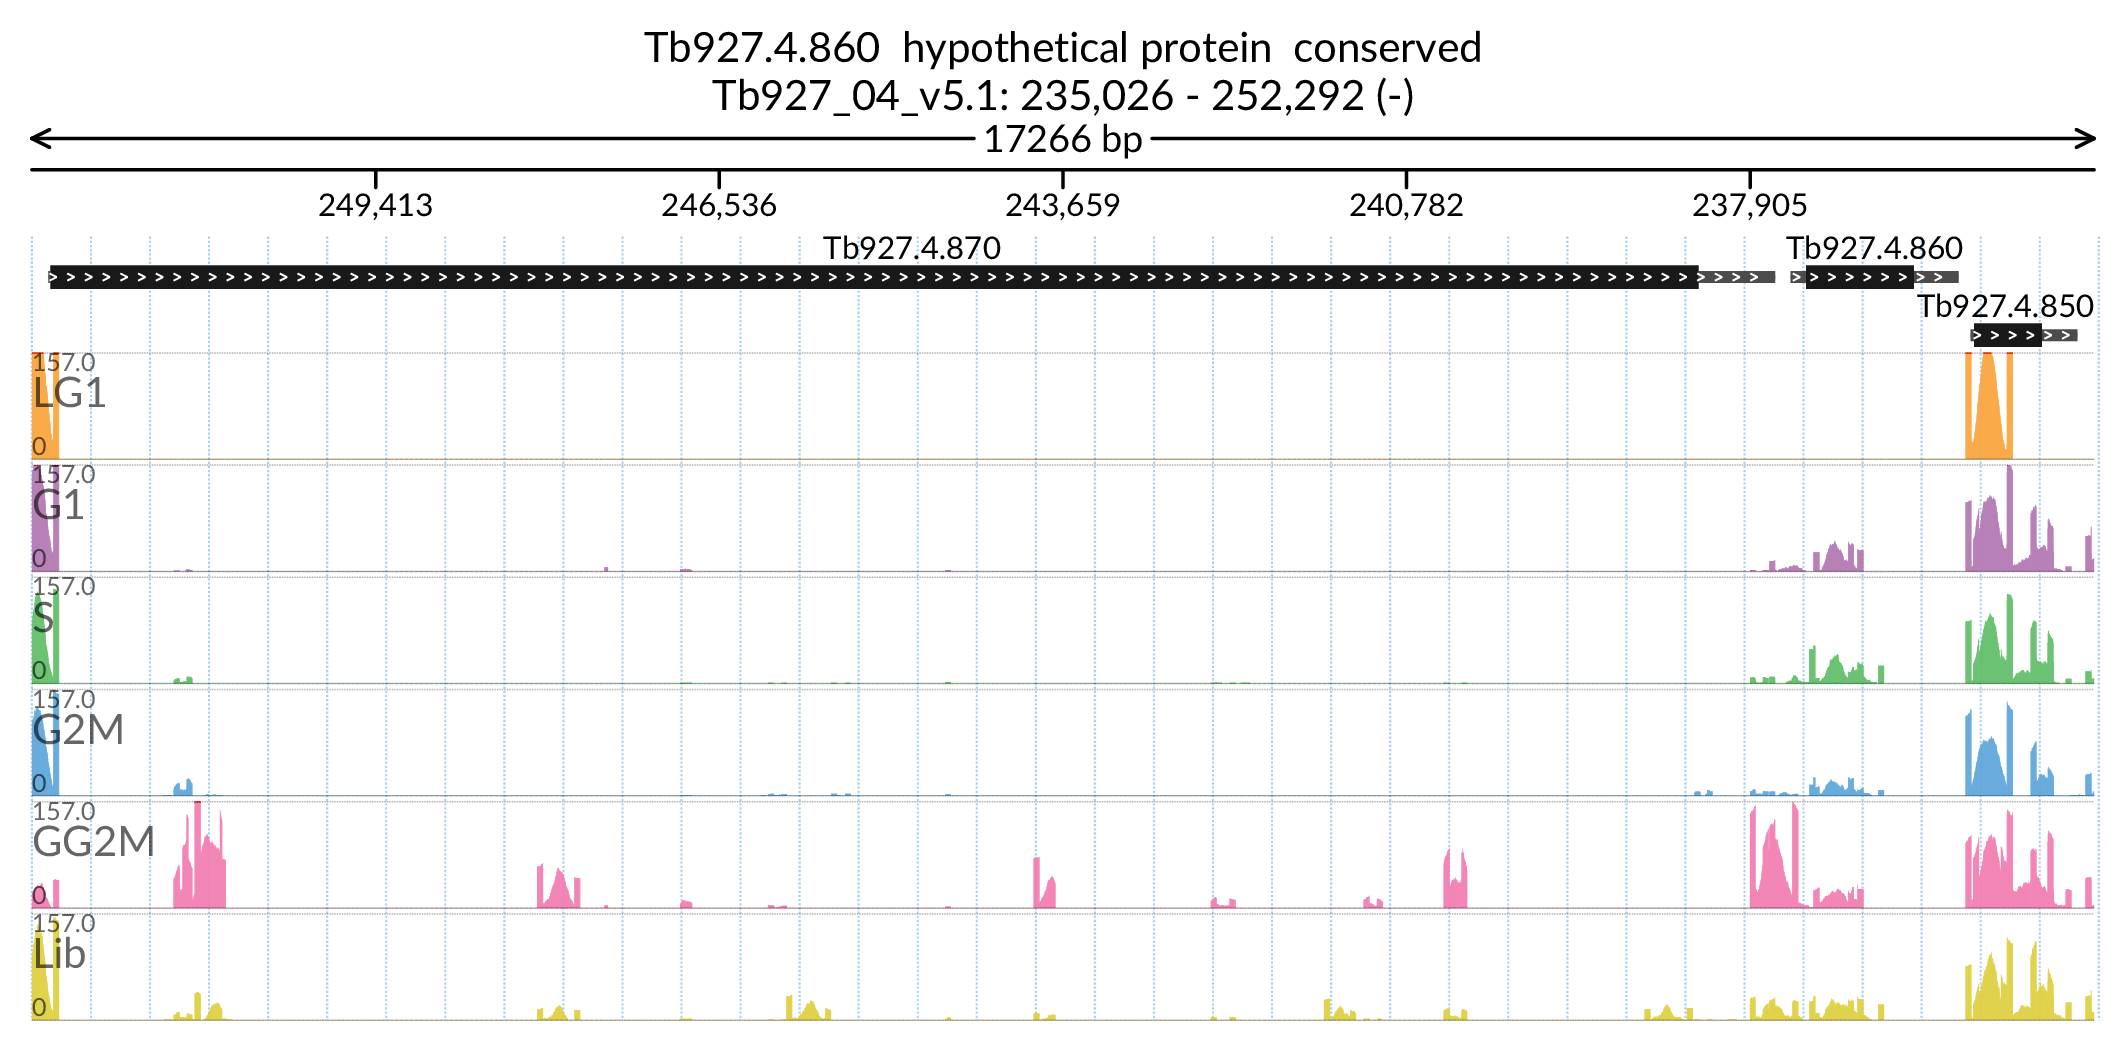 Tb927.4.860  hypothetical protein  conserved
Tb927_04_v5.1: 235,026 - 252,292 (-)
17266 bp
249,413 246,536 243,659 240,782 237,905
Tb927.4.870 Tb927.4.860
Tb927.4.850
157.0
LG1
0
157.0
G1
0
157.0
S
0
157.0
G2M
0
157.0
GG2M
0
157.0
Lib
0